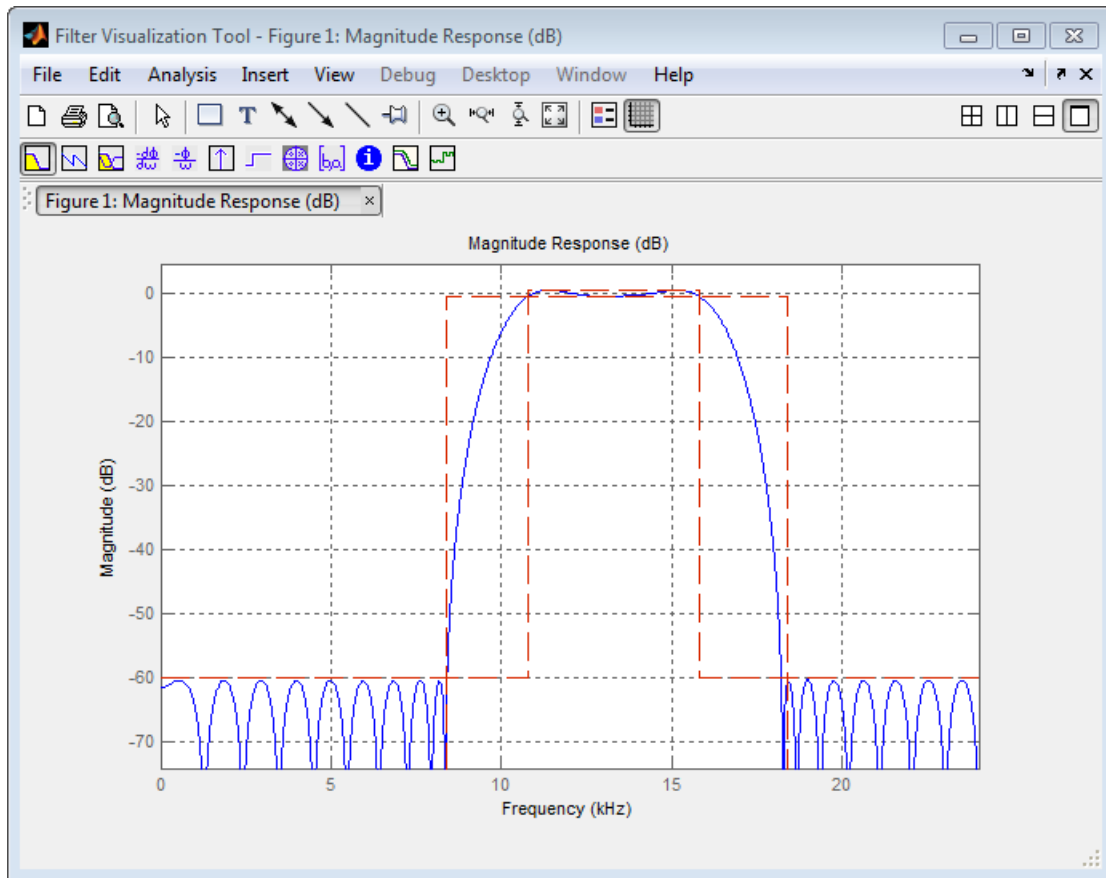 Filter Visualization Tool - Figure 1: Magnitude Response (dB)
File Edit Analysis Insert View Debug Desktop Window Help
Figure 1: Magnitude Response (dB)
Magnitude Response (dB)
0
-10
-20
-30
-40
-50
-60
-70
Magnitude (dB)
0 5 10 15 20
Frequency (kHz)